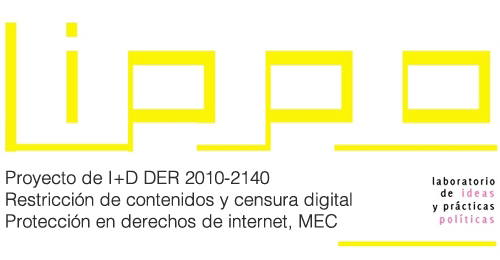 lippo
Proyecto de I+D DER 2010-2140
Restricción de contenidos y censura digital
Protección en derechos de internet, MEC
laboratorio
de ideas
y prácticas
políticas